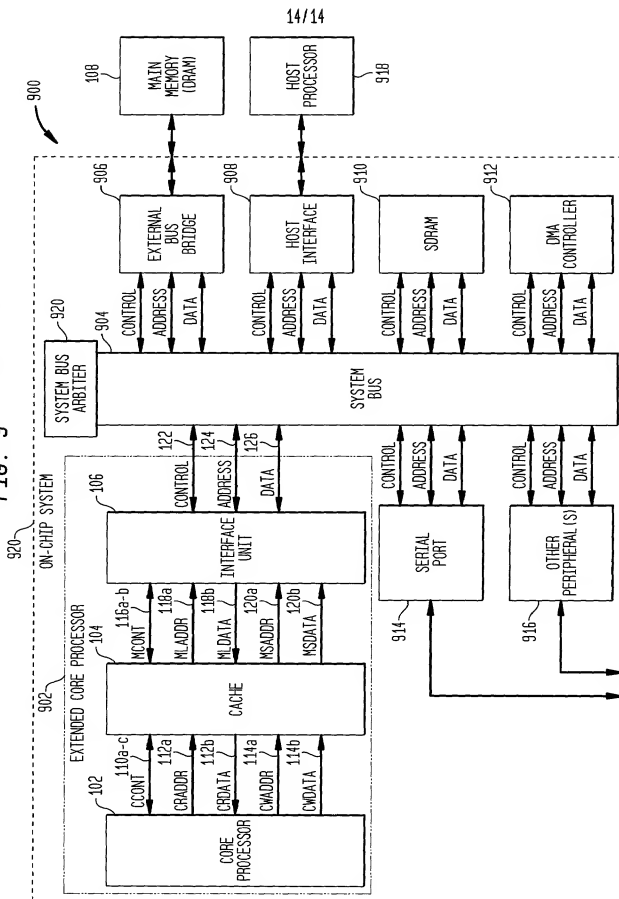 14/14
900
108
MAIN
MEMORY
(DRAM)
HOST
PROCESSOR
918
920
ON-CHIP SYSTEM
906
EXTERNAL
BUS
BRIDGE
908
HOST
INTERFACE
910
SDRAM
912
DMA
CONTROLLER
CONTROL
ADDRESS
DATA
CONTROL
ADDRESS
DATA
CONTROL
ADDRESS
DATA
CONTROL
ADDRESS
DATA
920
SYSTEM BUS
ARBITER
904
SYSTEM
BUS
122
124
126
CONTROL
ADDRESS
DATA
CONTROL
ADDRESS
DATA
CONTROL
ADDRESS
DATA
SERIAL
PORT
914
OTHER
PERIPHERAL(S)
916
902
EXTENDED CORE PROCESSOR
106
INTERFACE
UNIT
MCONT
116a-b
MLADDR
118a
MLDATA
118b
MSADDR
120a
MSDATA
120b
104
CACHE
CCONT
110a-c
CRADDR
112a
CRDATA
112b
CWADDR
114a
CWDATA
114b
102
CORE
PROCESSOR